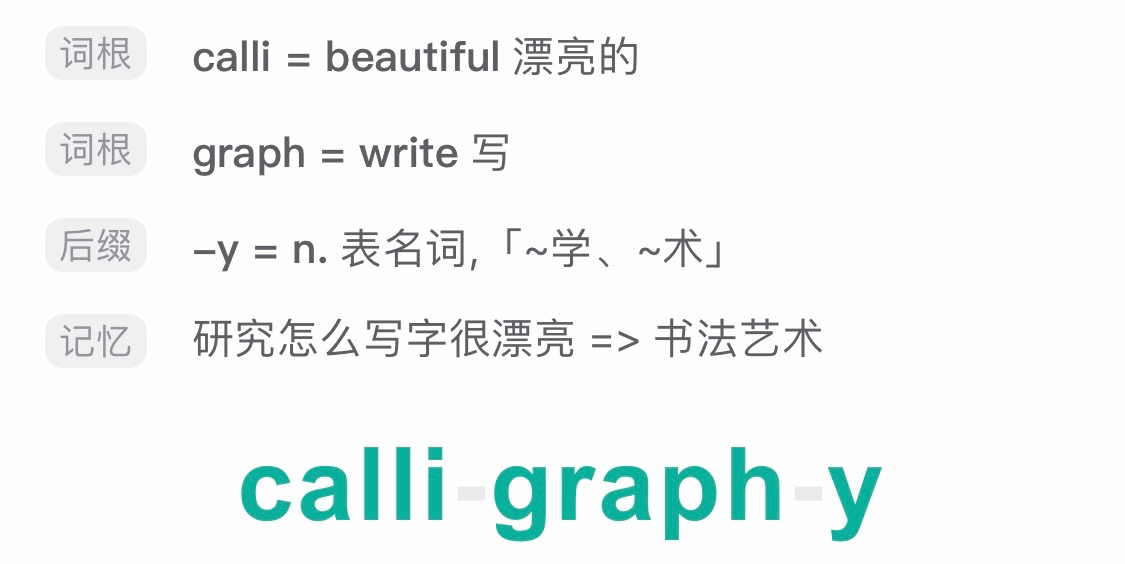 词根 calli = beautiful 漂亮的
词根 graph = write 写
后缀 –y = n. 表名词,「~学、~术」
记忆 研究怎么写字很漂亮 => 书法艺术
calli-graph-y